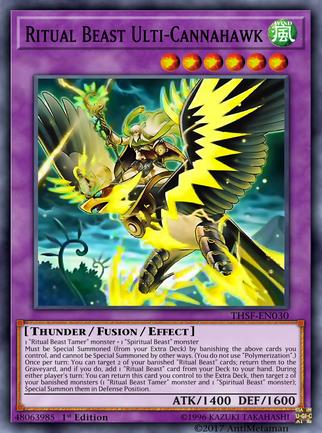 Ritual Beast Ulti-Cannahawk
WIND
風
THSF-EN030
[ Thunder / Fusion / Effect ]
1 "Ritual Beast Tamer" monster + 1 "Spiritual Beast" monster
Must be Special Summoned (from your Extra Deck) by banishing the above cards you
control, and cannot be Special Summoned by other ways. (You do not use "Polymerization".)
Once per turn: You can target 2 of your banished "Ritual Beast" cards; return them to the
Graveyard, and if you do, add 1 "Ritual Beast" card from your Deck to your hand. During
either player's turn: You can return this card you control to the Extra Deck, then target 2 of
your banished monsters (1 "Ritual Beast Tamer" monster and 1 "Spiritual Beast" monster);
Special Summon them in Defense Position.
ATK/1400 DEF/1600
48063985 1st Edition ©1996 KAZUKI TAKAHASHI
©2017 AntiMetaman